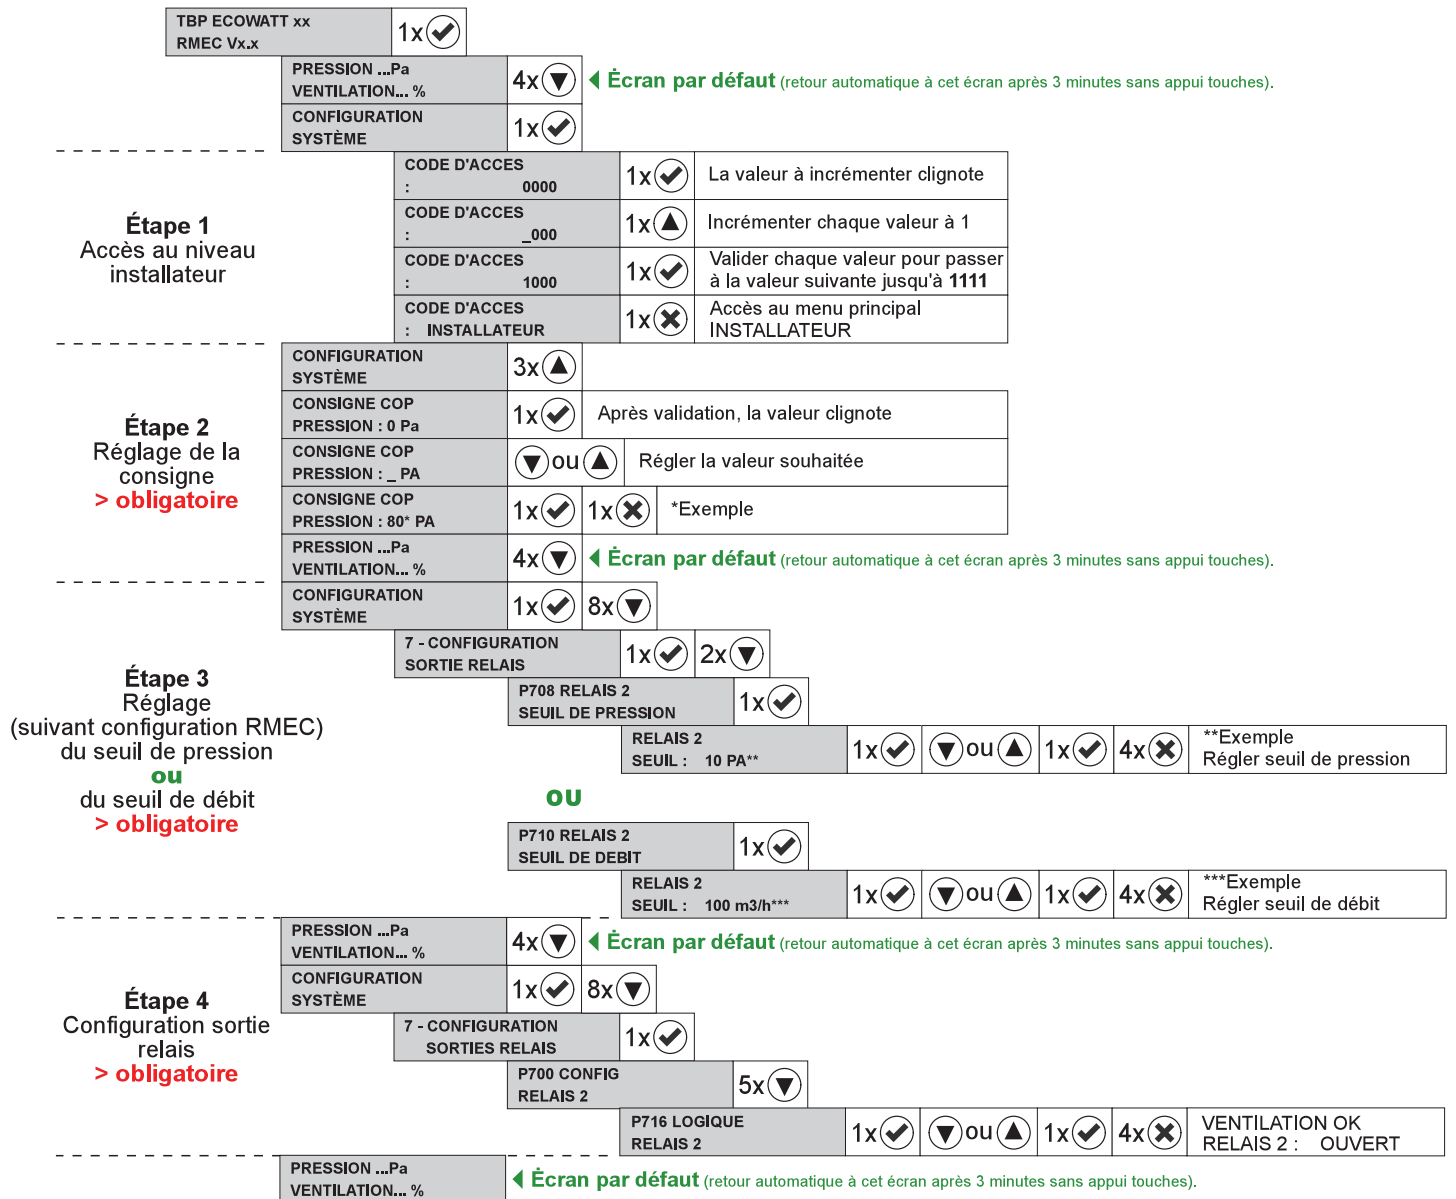 TBP ECOWATT xx
RMEC Vx.x
1x
PRESSION ...Pa
VENTILATION... %
4x
Écran par défaut (retour automatique à cet écran après 3 minutes sans appui touches).
CONFIGURATION
SYSTÈME
1x
Étape 1
Accès au niveau
installateur
CODE D'ACCES
: 0000
1x
La valeur à incrémenter clignote
CODE D'ACCES
: _000
1x
Incrémenter chaque valeur à 1
CODE D'ACCES
: 1000
1x
Valider chaque valeur pour passer
à la valeur suivante jusqu'à 1111
CODE D'ACCES
: INSTALLATEUR
1x
Accès au menu principal
INSTALLATEUR
Étape 2
Réglage de la
consigne
> obligatoire
CONFIGURATION
SYSTÈME
3x
CONSIGNE COP
PRESSION : 0 Pa
1x
Après validation, la valeur clignote
CONSIGNE COP
PRESSION : _ PA
ou
Régler la valeur souhaitée
CONSIGNE COP
PRESSION : 80* PA
1x 1x
*Exemple
PRESSION ...Pa
VENTILATION... %
4x
Écran par défaut (retour automatique à cet écran après 3 minutes sans appui touches).
Étape 3
Réglage
(suivant configuration RMEC)
du seuil de pression
ou
du seuil de débit
> obligatoire
CONFIGURATION
SYSTÈME
1x 8x
7 - CONFIGURATION
SORTIE RELAIS
1x 2x
P708 RELAIS 2
SEUIL DE PRESSION
1x
RELAIS 2
SEUIL : 10 PA**
1x ou 1x 4x
**Exemple
Régler seuil de pression
ou
P710 RELAIS 2
SEUIL DE DEBIT
1x
RELAIS 2
SEUIL : 100 m3/h***
1x ou 1x 4x
***Exemple
Régler seuil de débit
PRESSION ...Pa
VENTILATION... %
4x
Écran par défaut (retour automatique à cet écran après 3 minutes sans appui touches).
Étape 4
Configuration sortie
relais
> obligatoire
CONFIGURATION
SYSTÈME
1x 8x
7 - CONFIGURATION
SORTIES RELAIS
1x
P700 CONFIG
RELAIS 2
5x
P716 LOGIQUE
RELAIS 2
1x ou 1x 4x
VENTILATION OK
RELAIS 2 : OUVERT
PRESSION ...Pa
VENTILATION... %
Écran par défaut (retour automatique à cet écran après 3 minutes sans appui touches).